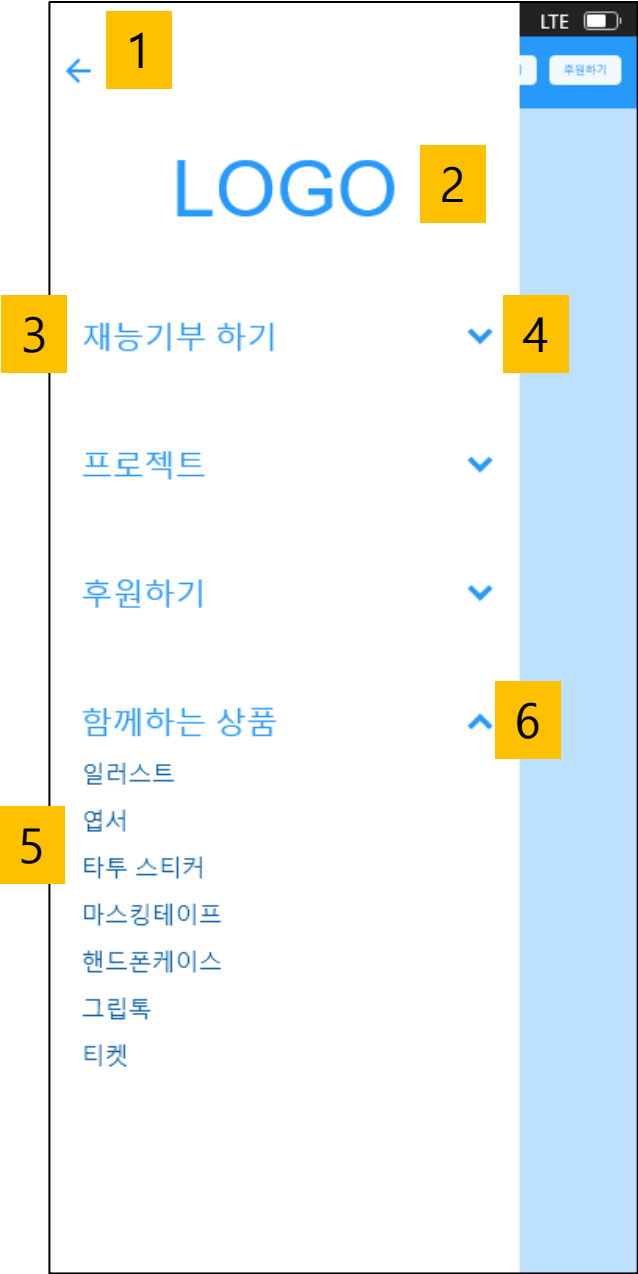 LTE
1
후원하기
LOGO
2
3
재능기부 하기
4
프로젝트
후원하기
함께하는 상품
6
일러스트
엽서
5
타투 스티커
마스킹테이프
핸드폰케이스
그립톡
티켓